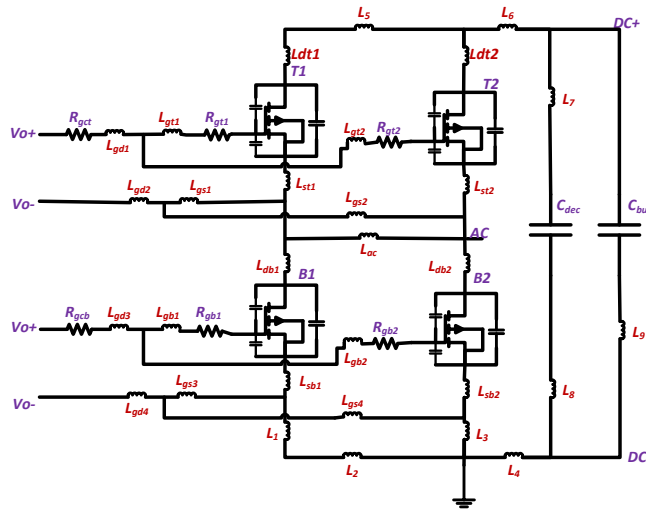 L5
L6
DC+
Ldt1
Ldt2
T1
T2
L7
Rgct
Lgt1
Rgt1
Lgt2
Rgt2
Vo+
Lgd1
Lst1
Lst2
Lgd2
Lgs1
Vo-
Lgs2
Cdec
Cbu
AC
Lac
Ldb1
Ldb2
B1
B2
Rgcb
Lgd3
Lgb1
Rgb1
Rgb2
Vo+
L9
Lgb2
Lsb1
Lgs3
Lsb2
L8
Vo-
Lgd4
Lgs4
L1
L3
L2
L4
DC